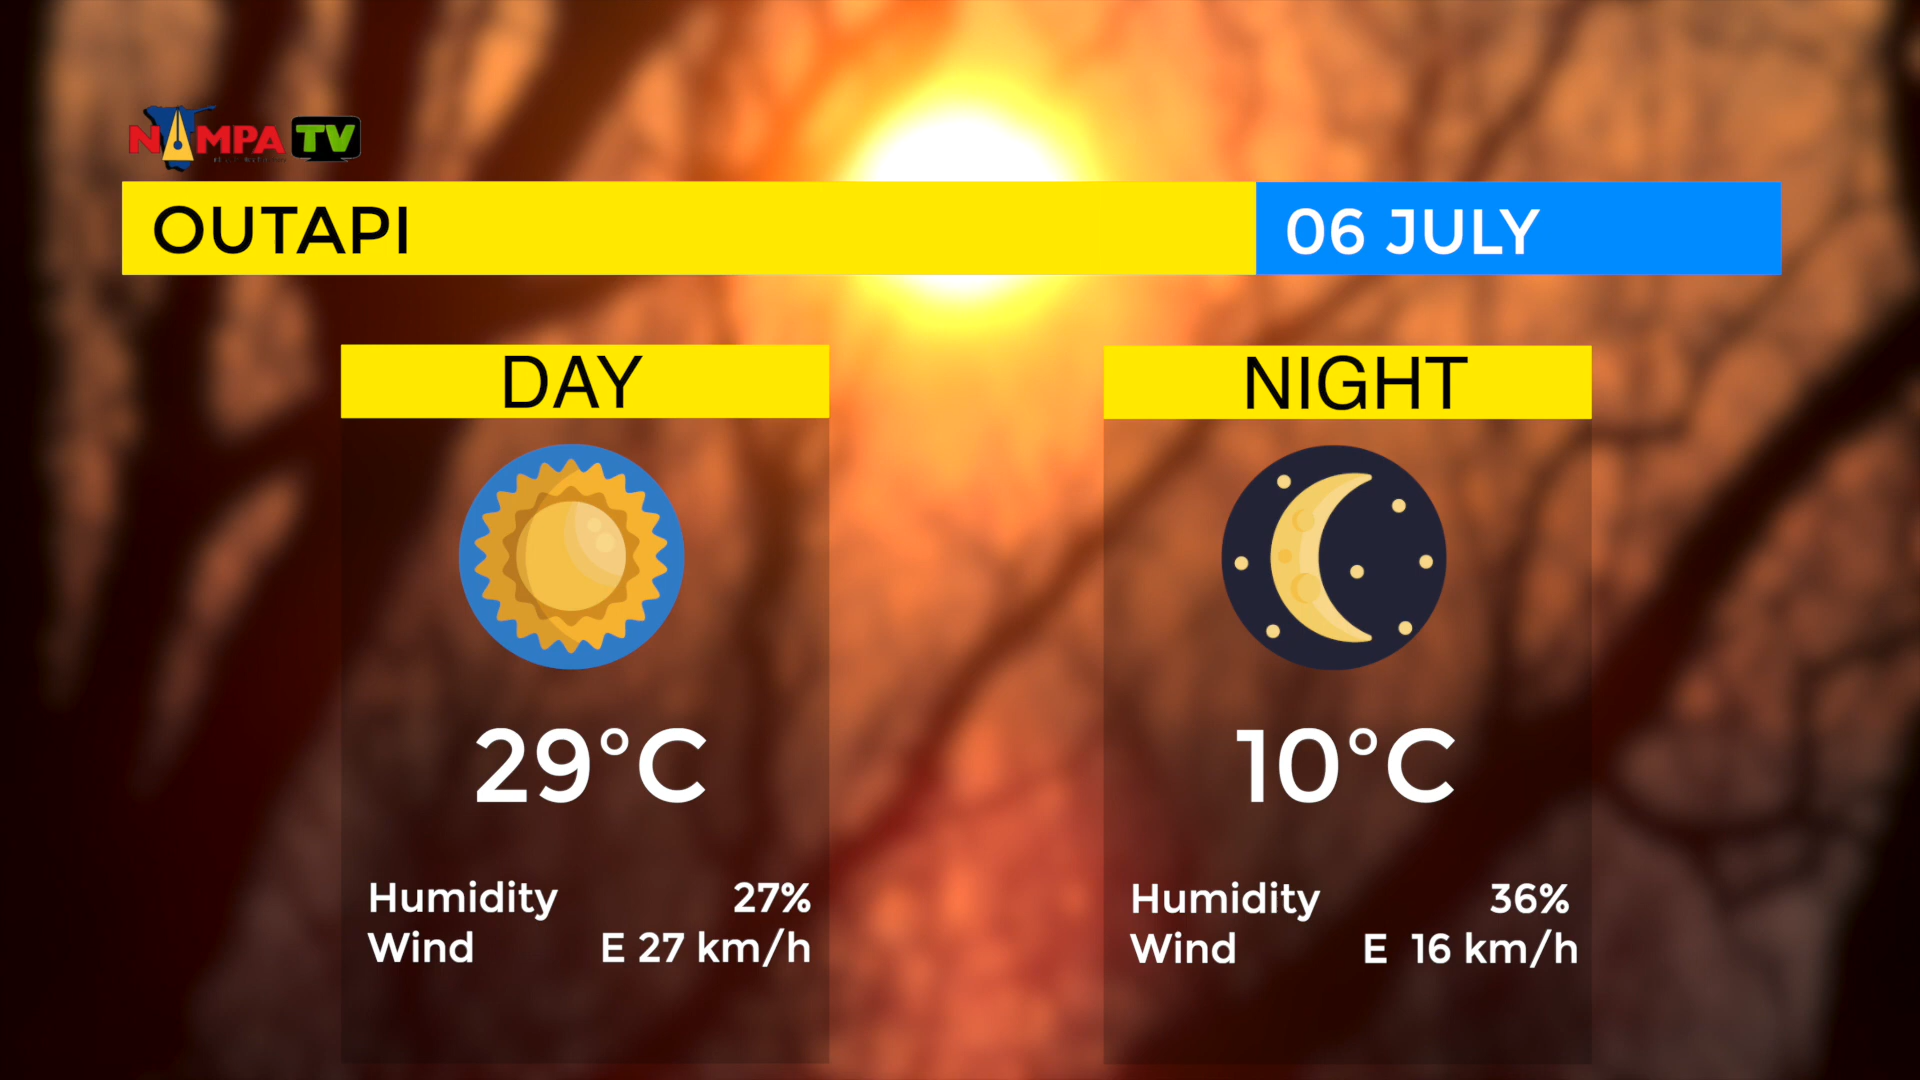 NAMPA TV
OUTAPI
06 JULY
DAY
NIGHT
29°C
10°C
Humidity 27%
Wind E 27 km/h
Humidity 36%
Wind E 16 km/h